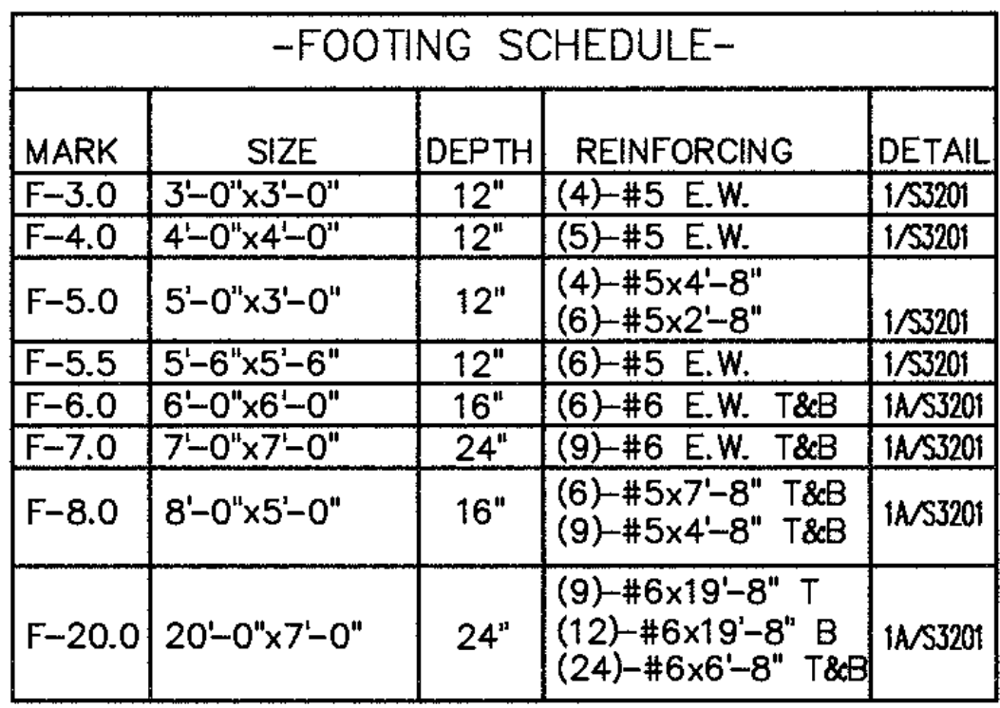 -FOOTING SCHEDULE-
MARK SIZE DEPTH REINFORCING DETAIL
F-3.0 3'-0"x3'-0" 12" (4)-#5 E.W. 1/S3201
F-4.0 4'-0"x4'-0" 12" (5)-#5 E.W. 1/S3201
F-5.0 5'-0"x3'-0" 12" (4)-#5x4'-8"
(6)-#5x2'-8" 1/S3201
F-5.5 5'-6"x5'-6" 12" (6)-#5 E.W. 1/S3201
F-6.0 6'-0"x6'-0" 16" (6)-#6 E.W. T&B 1A/S3201
F-7.0 7'-0"x7'-0" 24" (9)-#6 E.W. T&B 1A/S3201
F-8.0 8'-0"x5'-0" 16" (6)-#5x7'-8" T&B
(9)-#5x4'-8" T&B 1A/S3201
(9)-#6x19'-8" T
F-20.0 20'-0"x7'-0" 24" (12)-#6x19'-8" B 1A/S3201
(24)-#6x6'-8" T&B